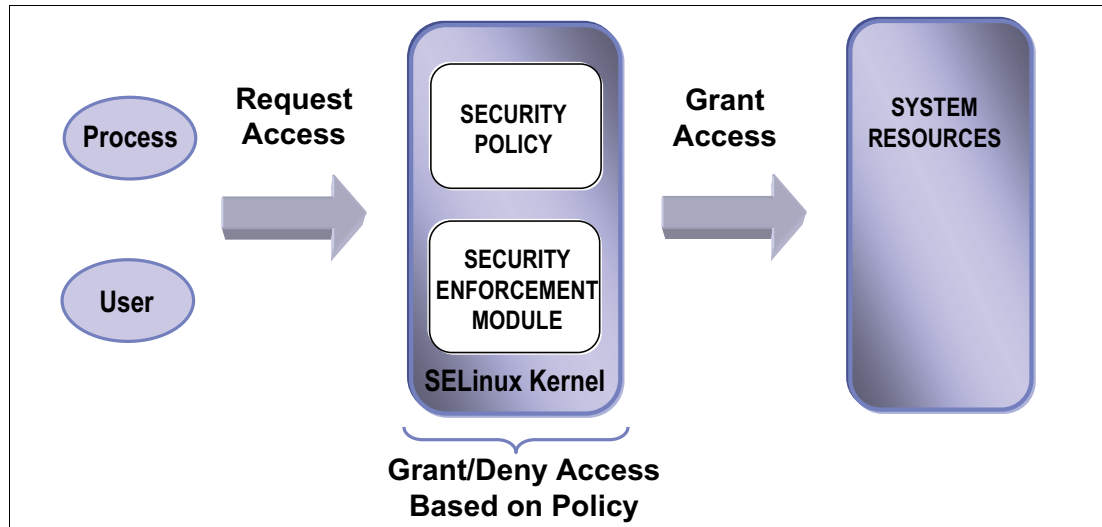 Process
User
Request
Access
SECURITY
POLICY
SECURITY
ENFORCEMENT
MODULE
SELinux Kernel
Grant/Deny Access
Based on Policy
Grant
Access
SYSTEM
RESOURCES